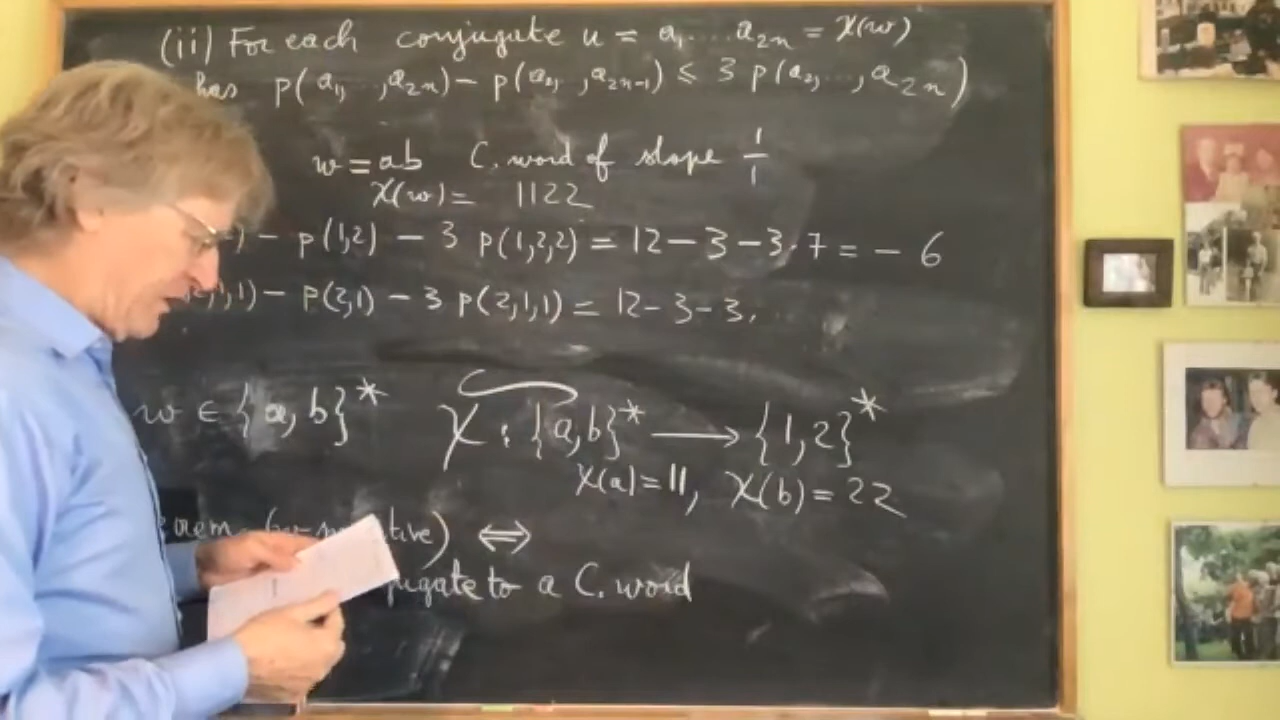 (ii) For each conjugate u = a₁....a₂ₙ = χ(w)
has p(a₁, ..,a₂ₙ) – p(a₂, ,a₂ₙ₋₁) ≤ 3 p(a₂,...,a₂ₙ)
w = ab C. word of slope 1/1
χ(w) = 1122
) – p(1,2) – 3 p(1,2,2) = 12 – 3 – 3.7 = – 6
,1) – p(2,1) – 3 p(2,1,1) = 12 – 3 – 3.
w ∈ {a,b}* χ : {a,b}* ⟶ {1,2}*
χ(a) = 11, χ(b) = 22
⇔
to a C. word